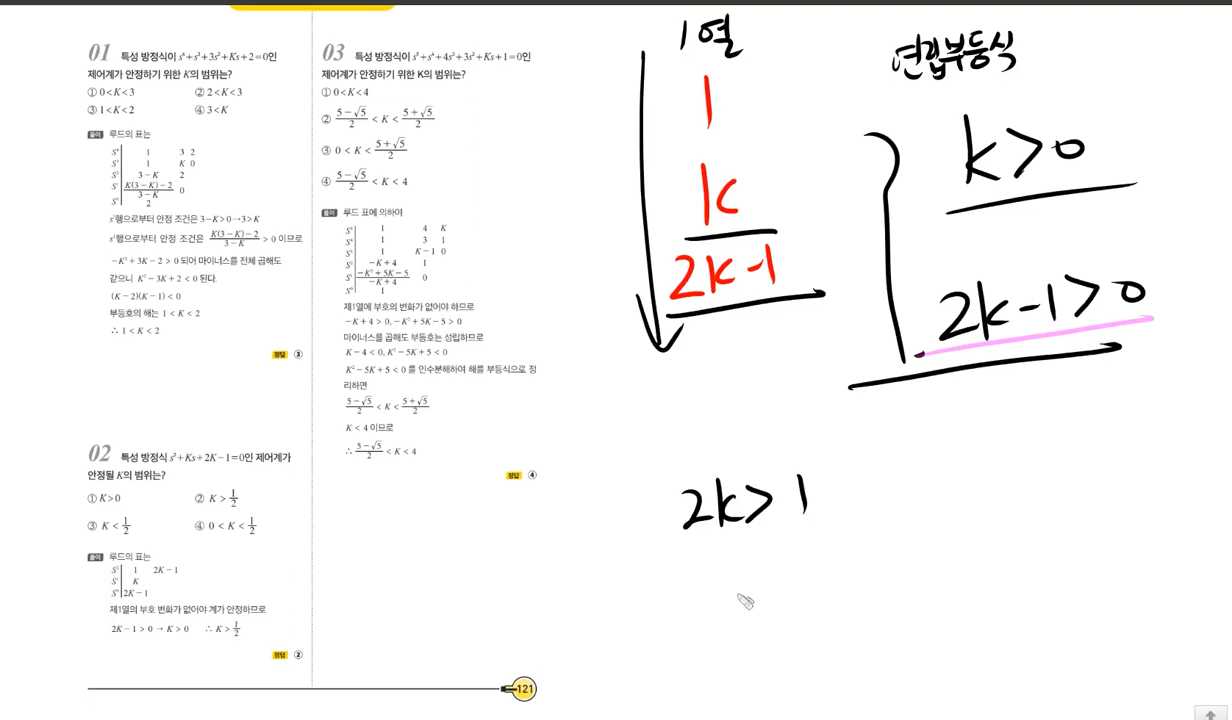 01 특성 방정식이 s⁴+s³+3s²+Ks+2=0인
제어계가 안정하기 위한 K의 범위는?
① 0<K<3 ② 2<K<3
③ 1<K<2 ④ 3<K
풀이 루드의 표는
S⁴ 1 3 2
S³ 1 K 0
S² 3-K 2
S¹ K(3-K)-2 / 3-K 0
S⁰ 2
s²행으로부터 안정 조건은 3-K>0→3>K
s¹행으로부터 안정 조건은 K(3-K)-2 / 3-K >0 이므로
-K²+3K-2>0 되어 마이너스를 전체 곱해도
같으니 K²-3K+2<0 된다.
(K-2)(K-1)<0
부등호의 해는 1<K<2
∴ 1<K<2
정답 ③
02 특성 방정식 s²+Ks+2K-1=0인 제어계가
안정될 K의 범위는?
① K>0 ② K>1/2
③ K<1/2 ④ 0<K<1/2
풀이 루드의 표는
S² 1 2K-1
S¹ K
S⁰ 2K-1
제1열의 부호 변화가 없어야 계가 안정하므로
2K-1>0 → K>0 ∴ K>1/2
정답 ②
03 특성 방정식이 s⁵+s⁴+4s³+3s²+Ks+1=0인
제어계가 안정하기 위한 K의 범위는?
① 0<K<4
② 5-√5 / 2 <K< 5+√5 / 2
③ 0<K< 5+√5 / 2
④ 5-√5 / 2 <K<4
풀이 루드 표에 의하여
S⁵ 1 4 K
S⁴ 1 3 1
S³ 1 K-1 0
S² -K+4 1
S¹ -K²+5K-5 / -K+4 0
S⁰ 1
제1열에 부호의 변화가 없어야 하므로
-K+4>0, -K²+5K-5>0
마이너스를 곱해도 부등호는 성립하므로
K-4<0, K²-5K+5<0
K²-5K+5<0 를 인수분해하여 해를 부등식으로 정
리하면
5-√5 / 2 <K< 5+√5 / 2
K<4 이므로
∴ 5-√5 / 2 <K<4
정답 ④
121
1열
1
K
2K-1
연립부등식
K>0
2K-1>0
2K>1